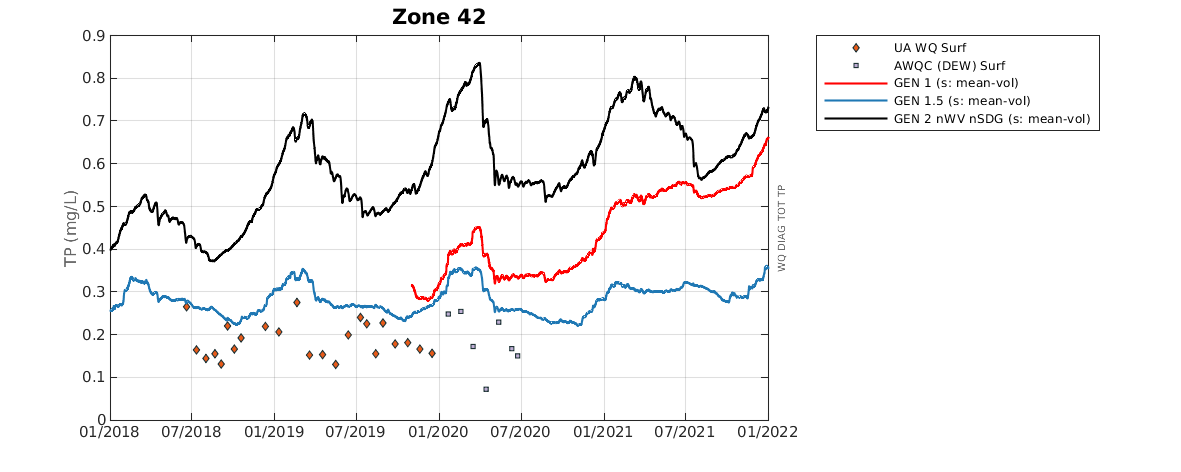 Zone 42
0.9
0.8
0.7
0.6
0.5
0.4
0.3
0.2
0.1
0
TP (mg/L)
01/2018 07/2018 01/2019 07/2019 01/2020 07/2020 01/2021 07/2021 01/2022
WQ DIAG TOT TP
UA WQ Surf
AWQC (DEW) Surf
GEN 1 (s: mean-vol)
GEN 1.5 (s: mean-vol)
GEN 2 nWV nSDG (s: mean-vol)